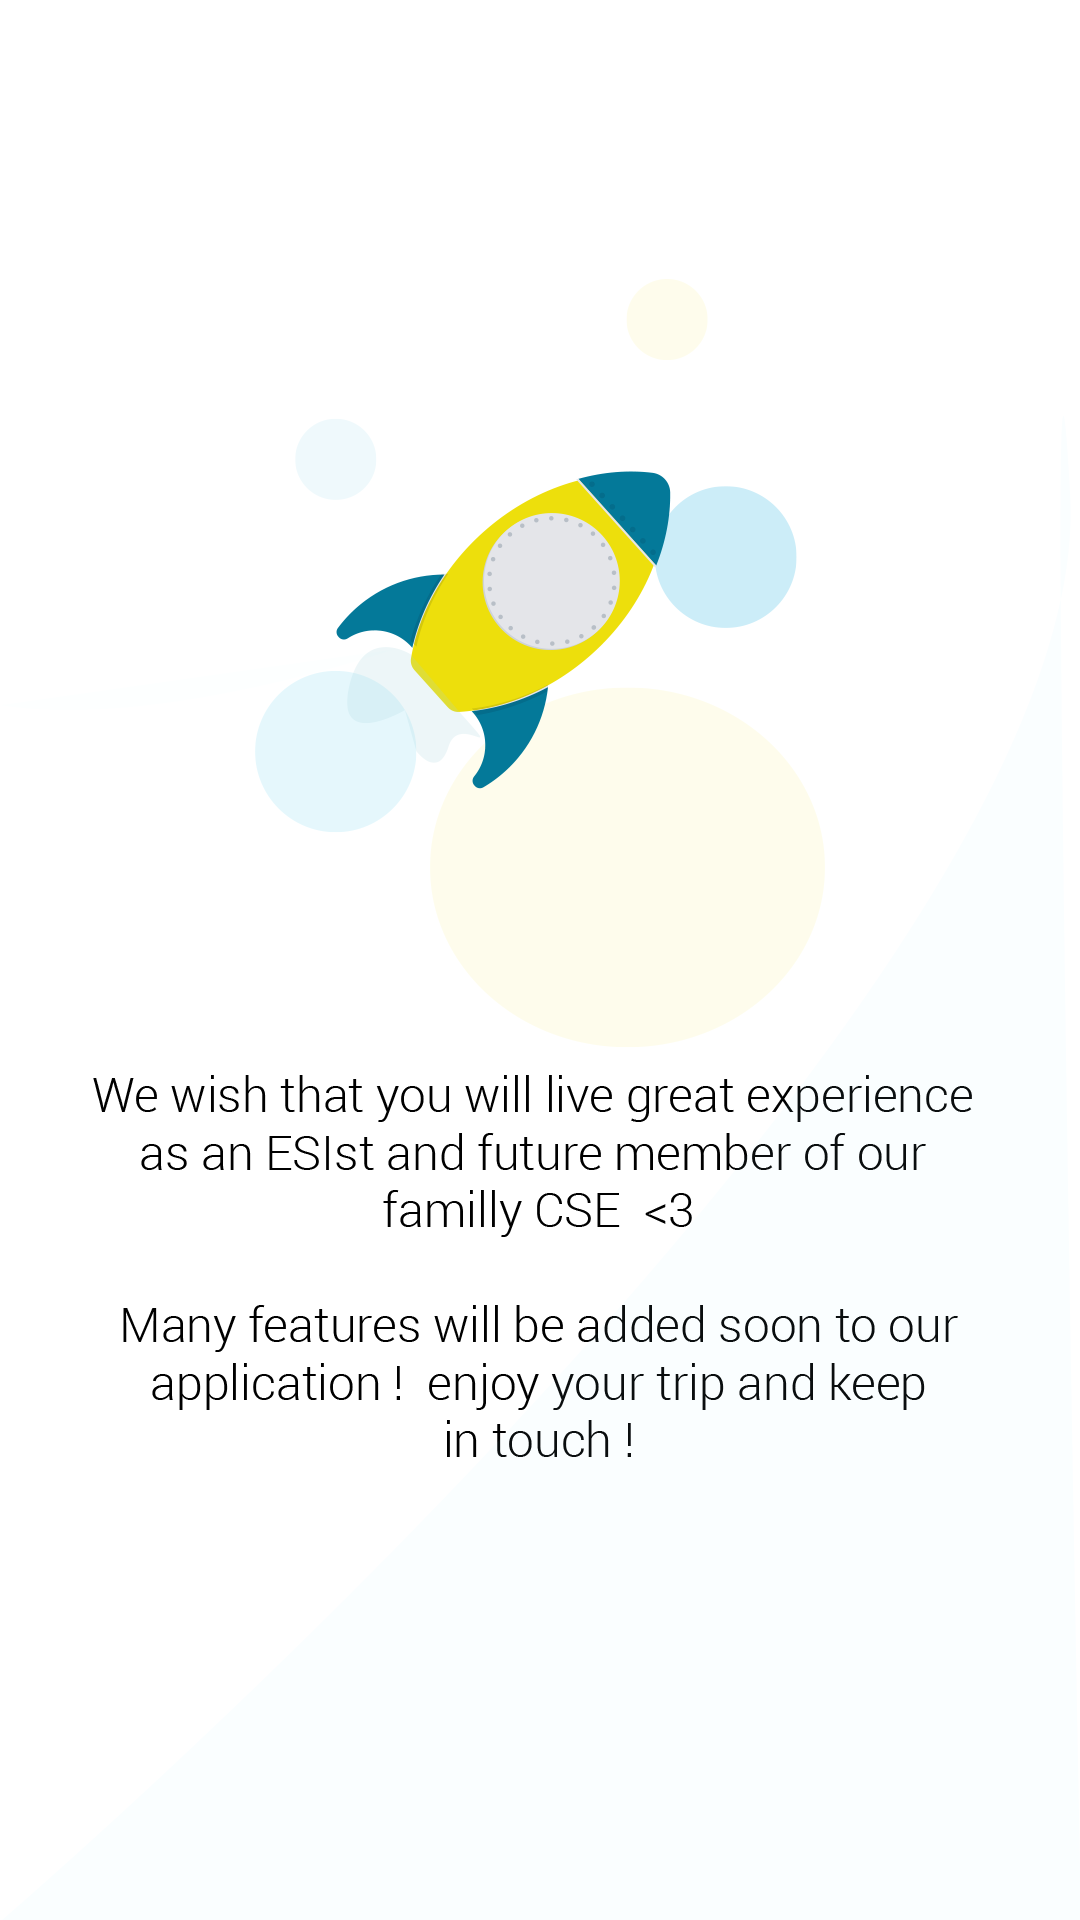 We wish that you will live great experience
as an ESIst and future member of our
familly CSE  <3
Many features will be added soon to our
application !  enjoy your trip and keep
in touch !